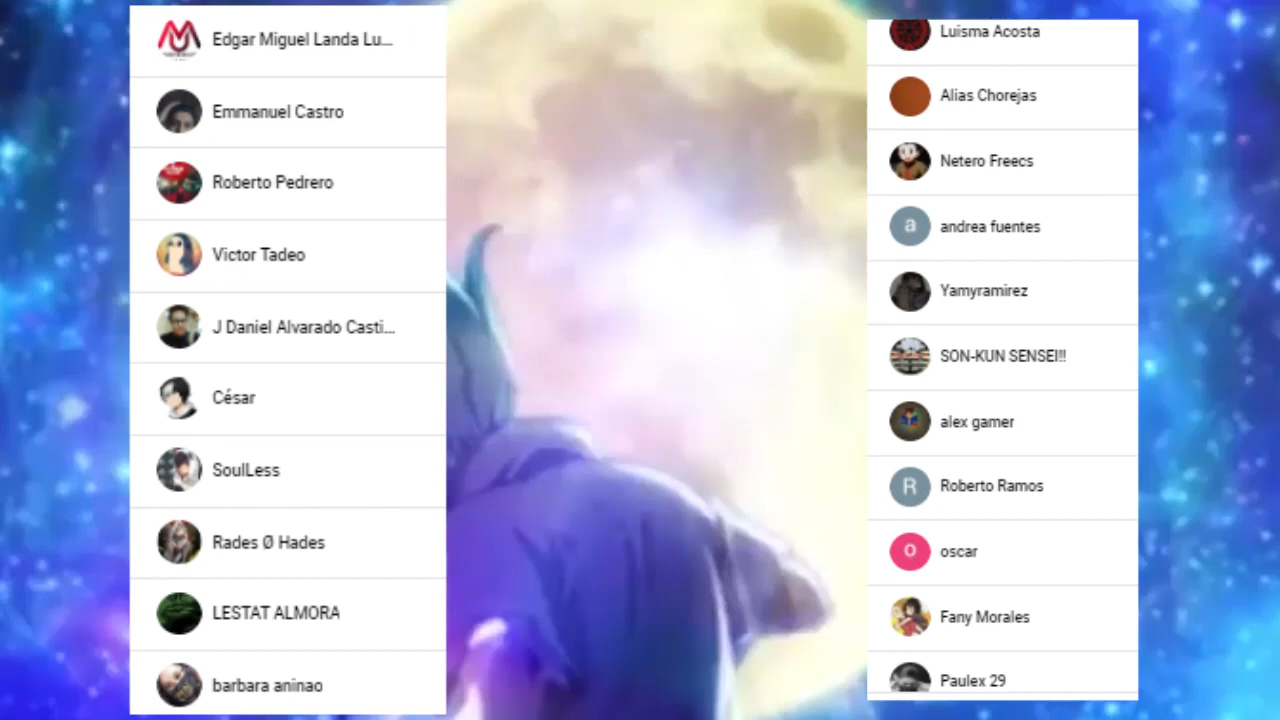 Edgar Miguel Landa Lu...
Emmanuel Castro
Roberto Pedrero
Victor Tadeo
J Daniel Alvarado Casti...
César
SoulLess
Rades Ø Hades
LESTAT ALMORA
barbara aninao
Luisma Acosta
Alias Chorejas
Netero Freecs
a
andrea fuentes
Yamyramirez
SON-KUN SENSEI!!
alex gamer
R
Roberto Ramos
o
oscar
Fany Morales
Paulex 29